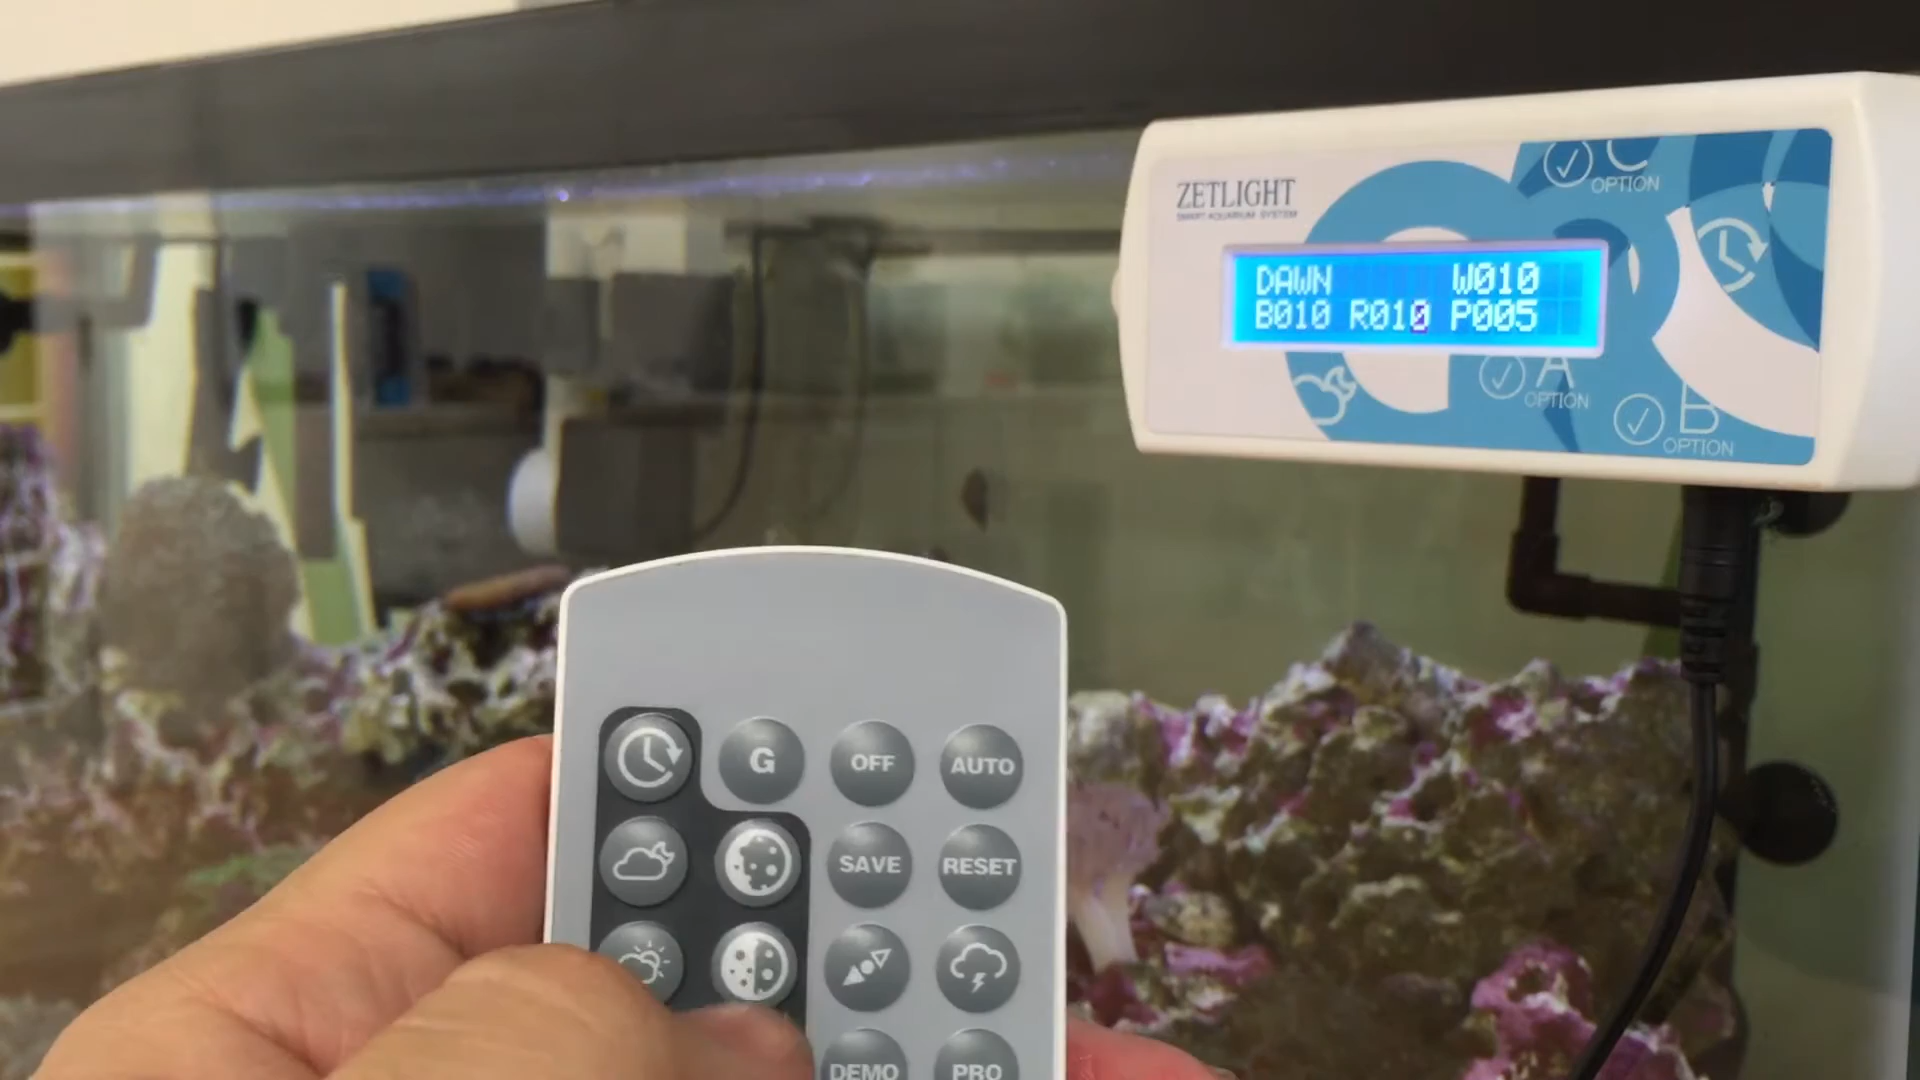 ZETLIGHT
SMART AQUARIUM SYSTEM
C
OPTION
DAWN W010
B010 R010 P005
A
OPTION
B
OPTION
G OFF AUTO
SAVE RESET
DEMO PRO